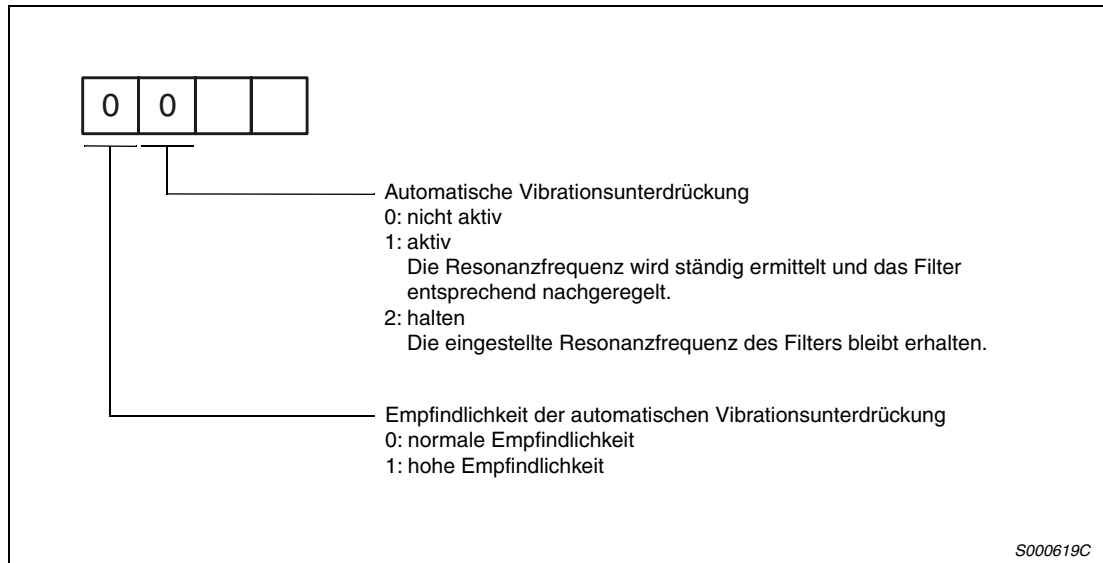 0 0
Automatische Vibrationsunterdrückung
0: nicht aktiv
1: aktiv
Die Resonanzfrequenz wird ständig ermittelt und das Filter
entsprechend nachgeregelt.
2: halten
Die eingestellte Resonanzfrequenz des Filters bleibt erhalten.
Empfindlichkeit der automatischen Vibrationsunterdrückung
0: normale Empfindlichkeit
1: hohe Empfindlichkeit
S000619C